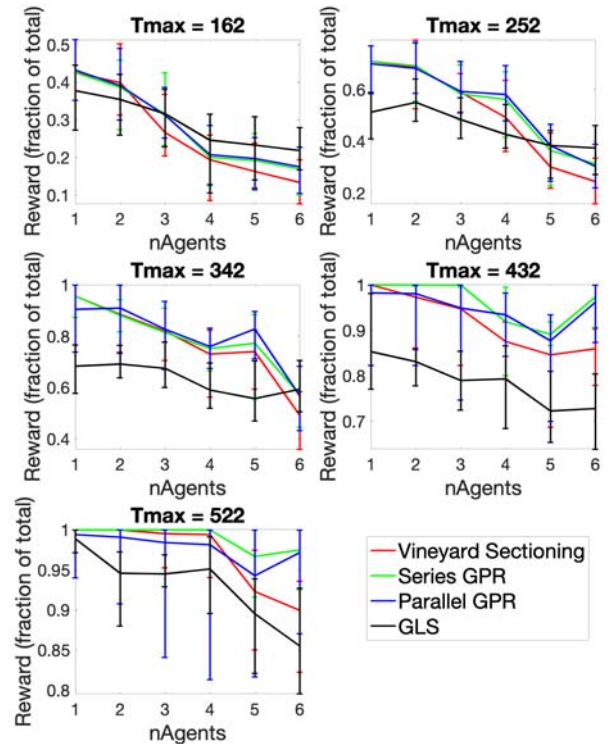 Tmax = 162
Reward (fraction of total)
0.5
0.4
0.3
0.2
0.1
1 2 3 4 5 6
nAgents
Tmax = 252
Reward (fraction of total)
0.6
0.4
0.2
1 2 3 4 5 6
nAgents
Tmax = 342
Reward (fraction of total)
1
0.8
0.6
0.4
1 2 3 4 5 6
nAgents
Tmax = 432
Reward (fraction of total)
1
0.9
0.8
0.7
1 2 3 4 5 6
nAgents
Tmax = 522
Reward (fraction of total)
1
0.95
0.9
0.85
0.8
1 2 3 4 5 6
nAgents
Vineyard Sectioning
Series GPR
Parallel GPR
GLS